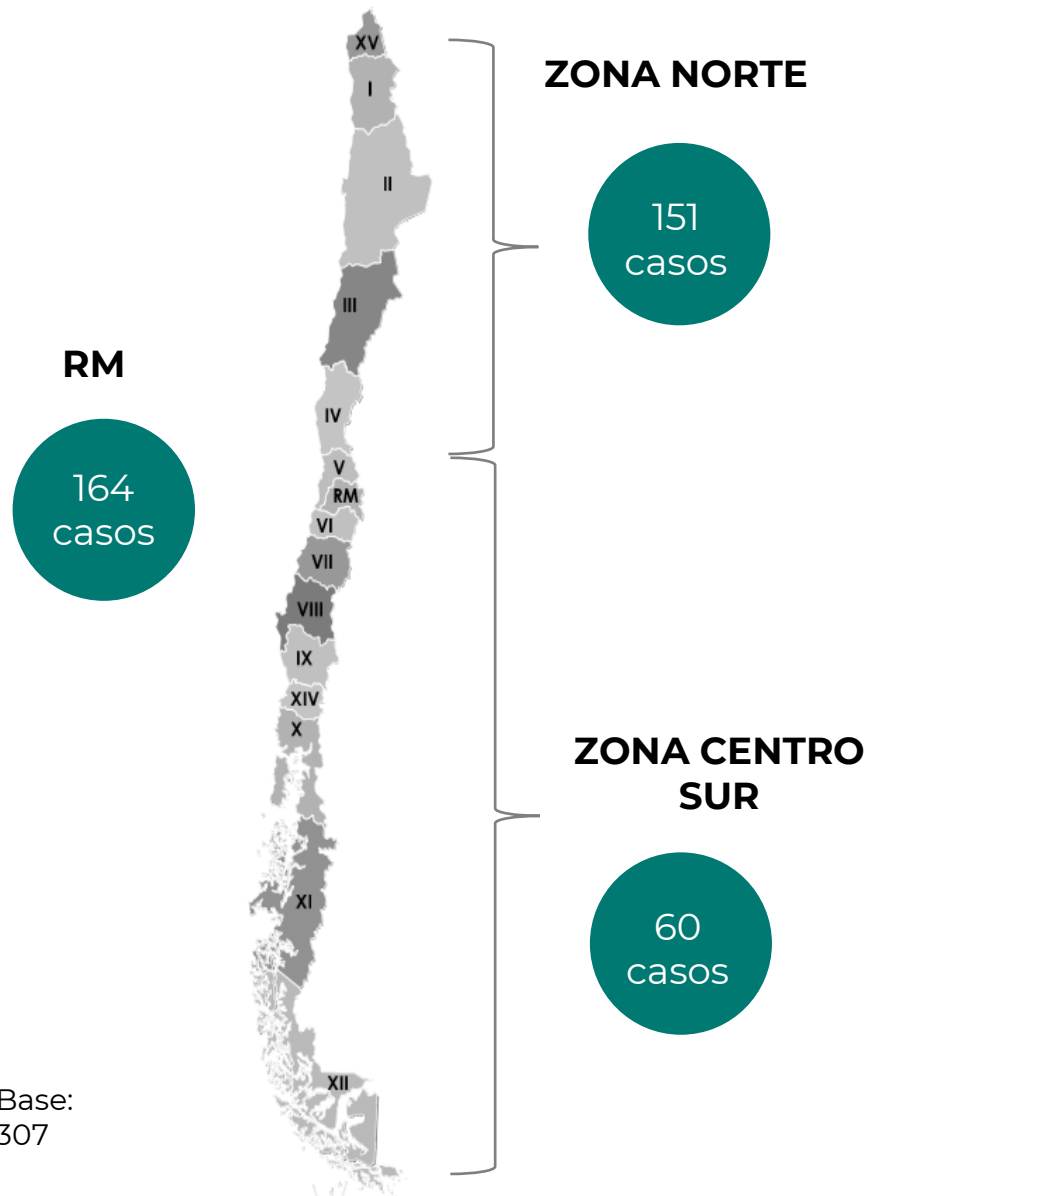 XV
I
II
III
IV
V
RM
VI
VII
VIII
IX
XIV
X
XI
XII
ZONA NORTE
151
casos
RM
164
casos
ZONA CENTRO
SUR
60
casos
Base:
307